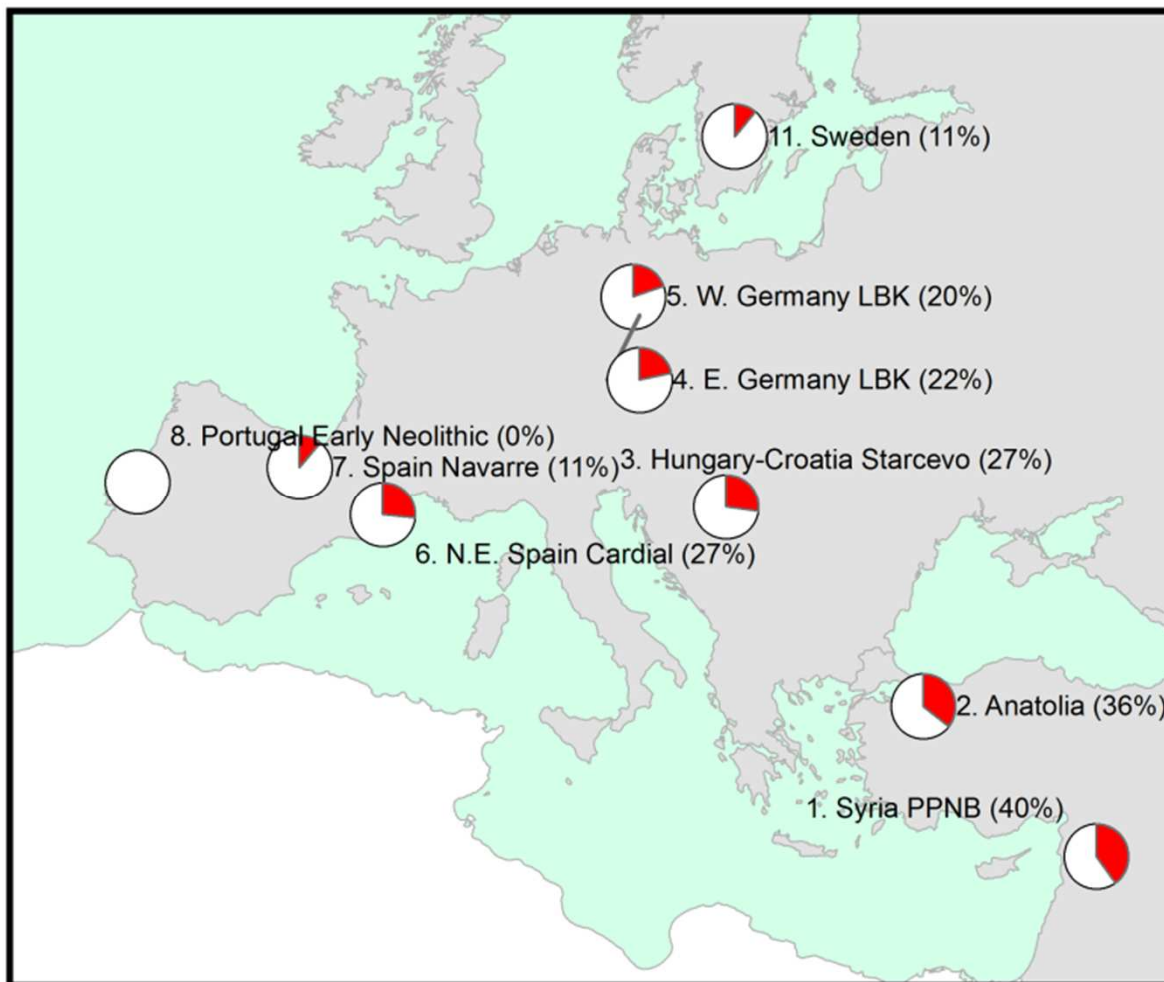 11. Sweden (11%)
5. W. Germany LBK (20%)
4. E. Germany LBK (22%)
8. Portugal Early Neolithic (0%)
7. Spain Navarre (11%)
3. Hungary-Croatia Starcevo (27%)
6. N.E. Spain Cardial (27%)
2. Anatolia (36%)
1. Syria PPNB (40%)